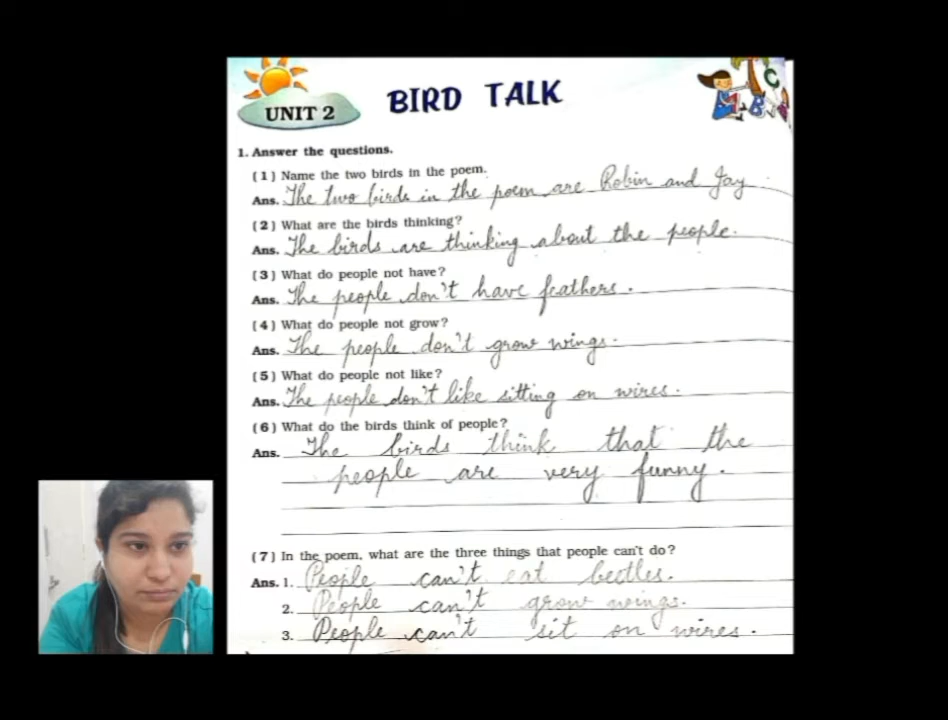 UNIT 2
BIRD TALK
C
B
1. Answer the questions.
(1) Name the two birds in the poem.
Ans. The two birds in the poem are Robin and Jay
(2) What are the birds thinking?
Ans. The birds are thinking about the people.
(3) What do people not have?
Ans. The people don't have feathers.
(4) What do people not grow?
Ans. The people don't grow wings.
(5) What do people not like?
Ans. The people don't like sitting on wires.
(6) What do the birds think of people?
Ans. The birds think that the
people are very funny.
(7) In the poem, what are the three things that people can't do?
Ans. 1. People can't eat beetles.
2. People can't grow wings.
3. People can't sit on wires.